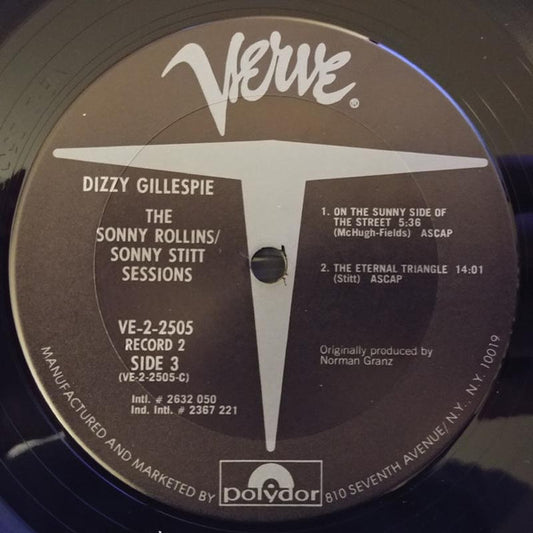 Verve®
DIZZY GILLESPIE
THE
SONNY ROLLINS/
SONNY STITT
SESSIONS
VE-2-2505
RECORD 2
SIDE 3
(VE-2-2505-C)
Intl. # 2632 050
Ind. Intl. # 2367 221
1. ON THE SUNNY SIDE OF
THE STREET 5:36
(McHugh-Fields) ASCAP
2. THE ETERNAL TRIANGLE 14:01
(Stitt) ASCAP
Originally produced by
Norman Granz
MANUFACTURED AND MARKETED BY polydor 810 SEVENTH AVENUE/ N.Y., N.Y. 10019